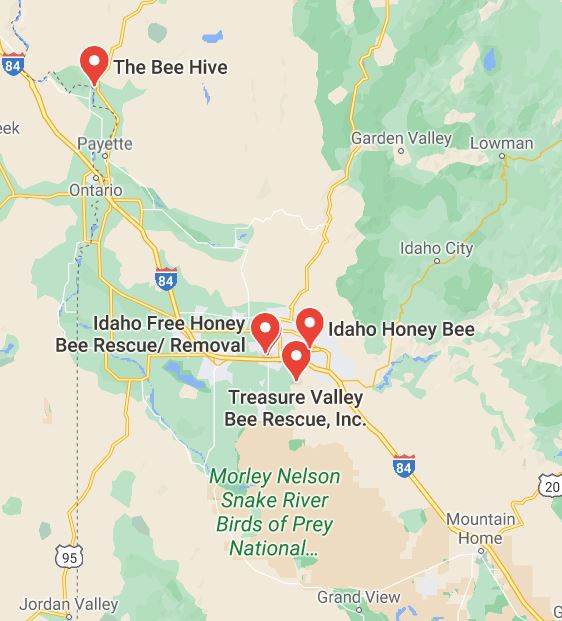 84
The Bee Hive
eek
Payette
Ontario
Garden Valley
Lowman
Idaho City
84
Idaho Free Honey
Bee Rescue/ Removal
Idaho Honey Bee
Treasure Valley
Bee Rescue, Inc.
Morley Nelson
Snake River
Birds of Prey
National...
84
20
Mountain
Home
95
Jordan Valley
Grand View
G